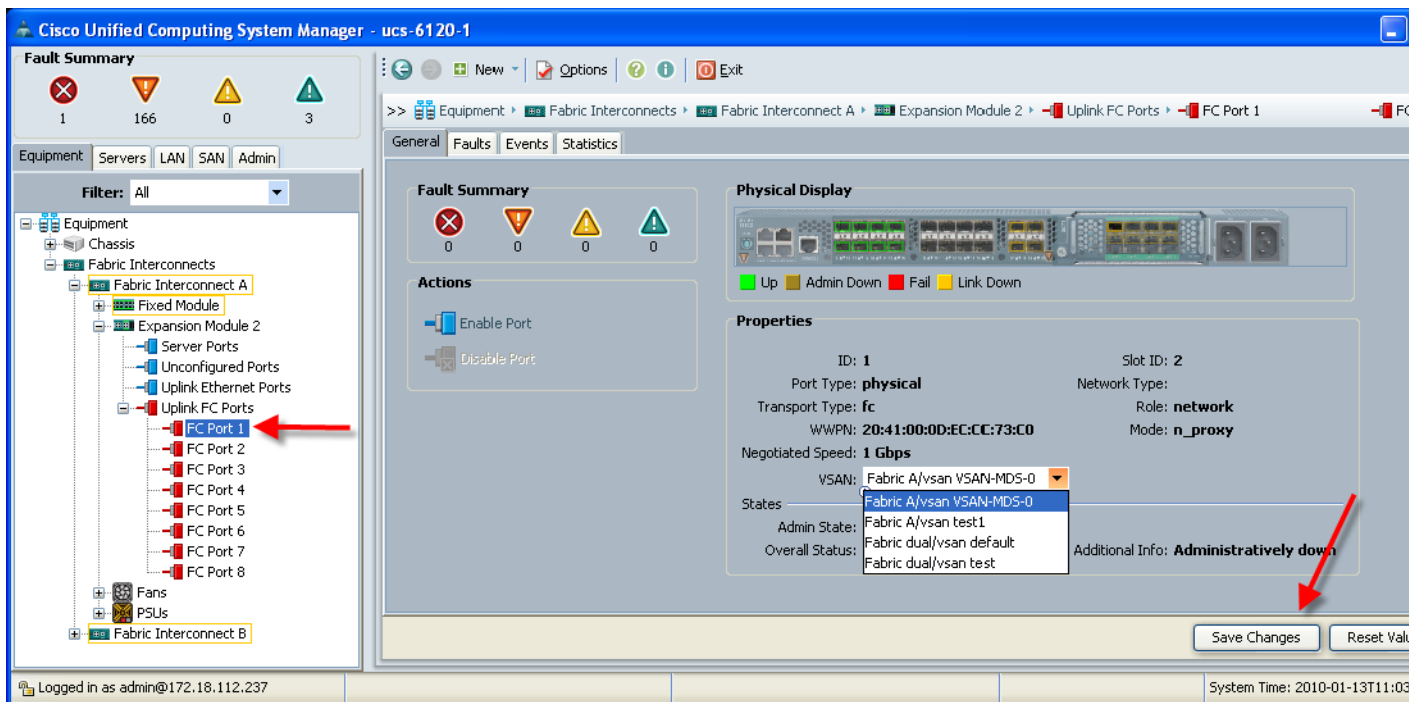 Cisco Unified Computing System Manager - ucs-6120-1
Fault Summary
1 166 0 3
Equipment Servers LAN SAN Admin
Filter: All
Equipment
Chassis
Fabric Interconnects
Fabric Interconnect A
Fixed Module
Expansion Module 2
Server Ports
Unconfigured Ports
Uplink Ethernet Ports
Uplink FC Ports
FC Port 1
FC Port 2
FC Port 3
FC Port 4
FC Port 5
FC Port 6
FC Port 7
FC Port 8
Fans
PSUs
Fabric Interconnect B
New Options Exit
>> Equipment Fabric Interconnects Fabric Interconnect A Expansion Module 2 Uplink FC Ports FC Port 1 FC
General Faults Events Statistics
Fault Summary
0 0 0 0
Actions
Enable Port
Disable Port
Physical Display
Up Admin Down Fail Link Down
Properties
ID: 1 Slot ID: 2
Port Type: physical Network Type:
Transport Type: fc Role: network
WWPN: 20:41:00:0D:EC:CC:73:C0 Mode: n_proxy
Negotiated Speed: 1 Gbps
VSAN: Fabric A/vsan VSAN-MDS-0
Fabric A/vsan VSAN-MDS-0
Fabric A/vsan test1
Fabric dual/vsan default
Fabric dual/vsan test
States
Admin State:
Overall Status: Additional Info: Administratively down
Save Changes Reset Valu
Logged in as admin@172.18.112.237 System Time: 2010-01-13T11:03